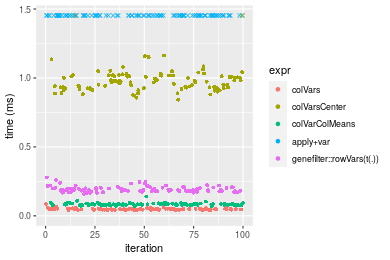 1.5
1.0
0.5
0.0
time (ms)
0
25
50
75
100
iteration
expr
colVars
colVarsCenter
colVarColMeans
apply+var
genefilter::rowVars(t(.))